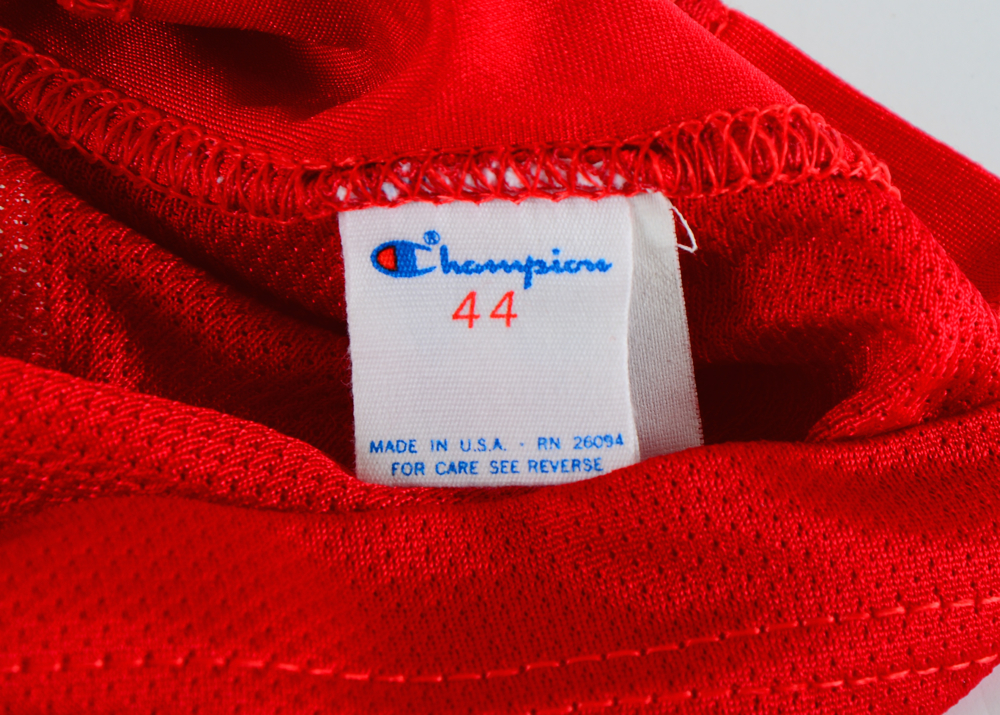 Champion®
44
MADE IN U.S.A. - RN 26094
FOR CARE SEE REVERSE